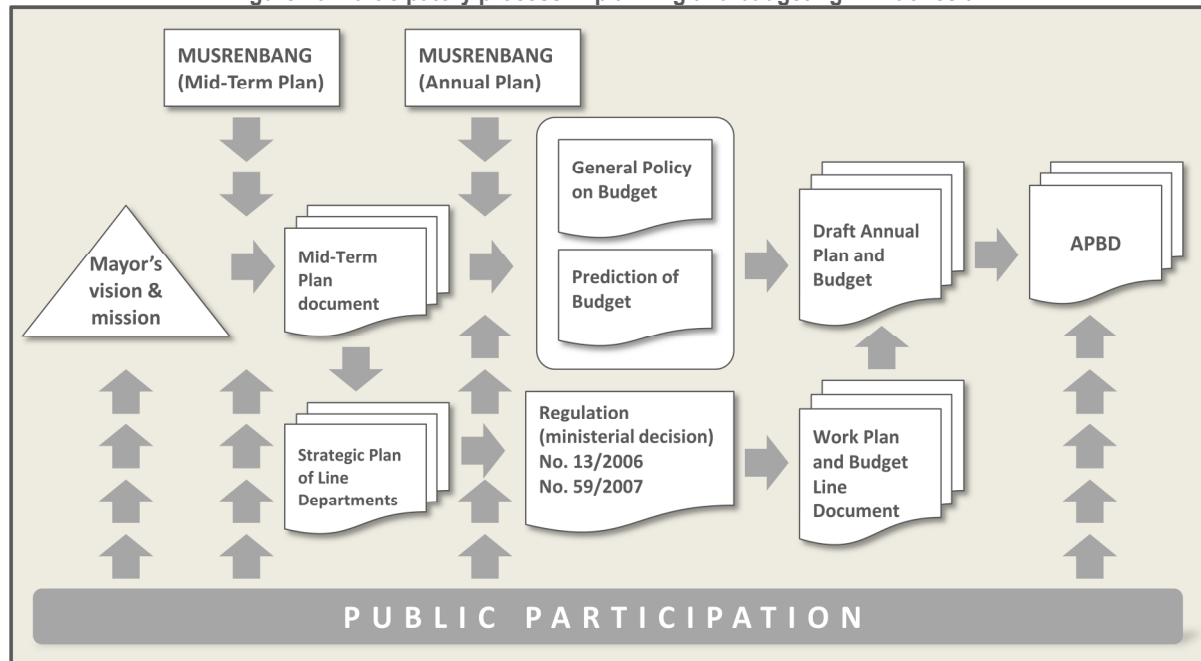 MUSRENBANG
(Mid-Term Plan)
MUSRENBANG
(Annual Plan)
General Policy
on Budget
Prediction of
Budget
Mayor's
vision &
mission
Mid-Term
Plan
document
Draft Annual
Plan and
Budget
APBD
Strategic Plan
of Line
Departments
Regulation
(ministerial decision)
No. 13/2006
No. 59/2007
Work Plan
and Budget
Line
Document
PUBLIC PARTICIPATION